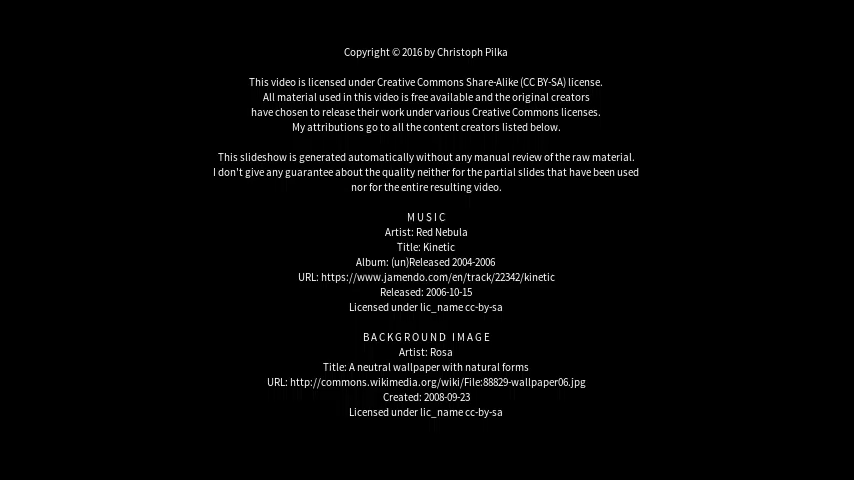 Copyright © 2016 by Christoph Pilka
This video is licensed under Creative Commons Share-Alike (CC BY-SA) license.
All material used in this video is free available and the original creators
have chosen to release their work under various Creative Commons licenses.
My attributions go to all the content creators listed below.
This slideshow is generated automatically without any manual review of the raw material.
I don't give any guarantee about the quality neither for the partial slides that have been used
nor for the entire resulting video.
MUSIC
Artist: Red Nebula
Title: Kinetic
Album: (un)Released 2004-2006
URL: https://www.jamendo.com/en/track/22342/kinetic
Released: 2006-10-15
Licensed under lic_name cc-by-sa
BACKGROUND IMAGE
Artist: Rosa
Title: A neutral wallpaper with natural forms
URL: http://commons.wikimedia.org/wiki/File:88829-wallpaper06.jpg
Created: 2008-09-23
Licensed under lic_name cc-by-sa